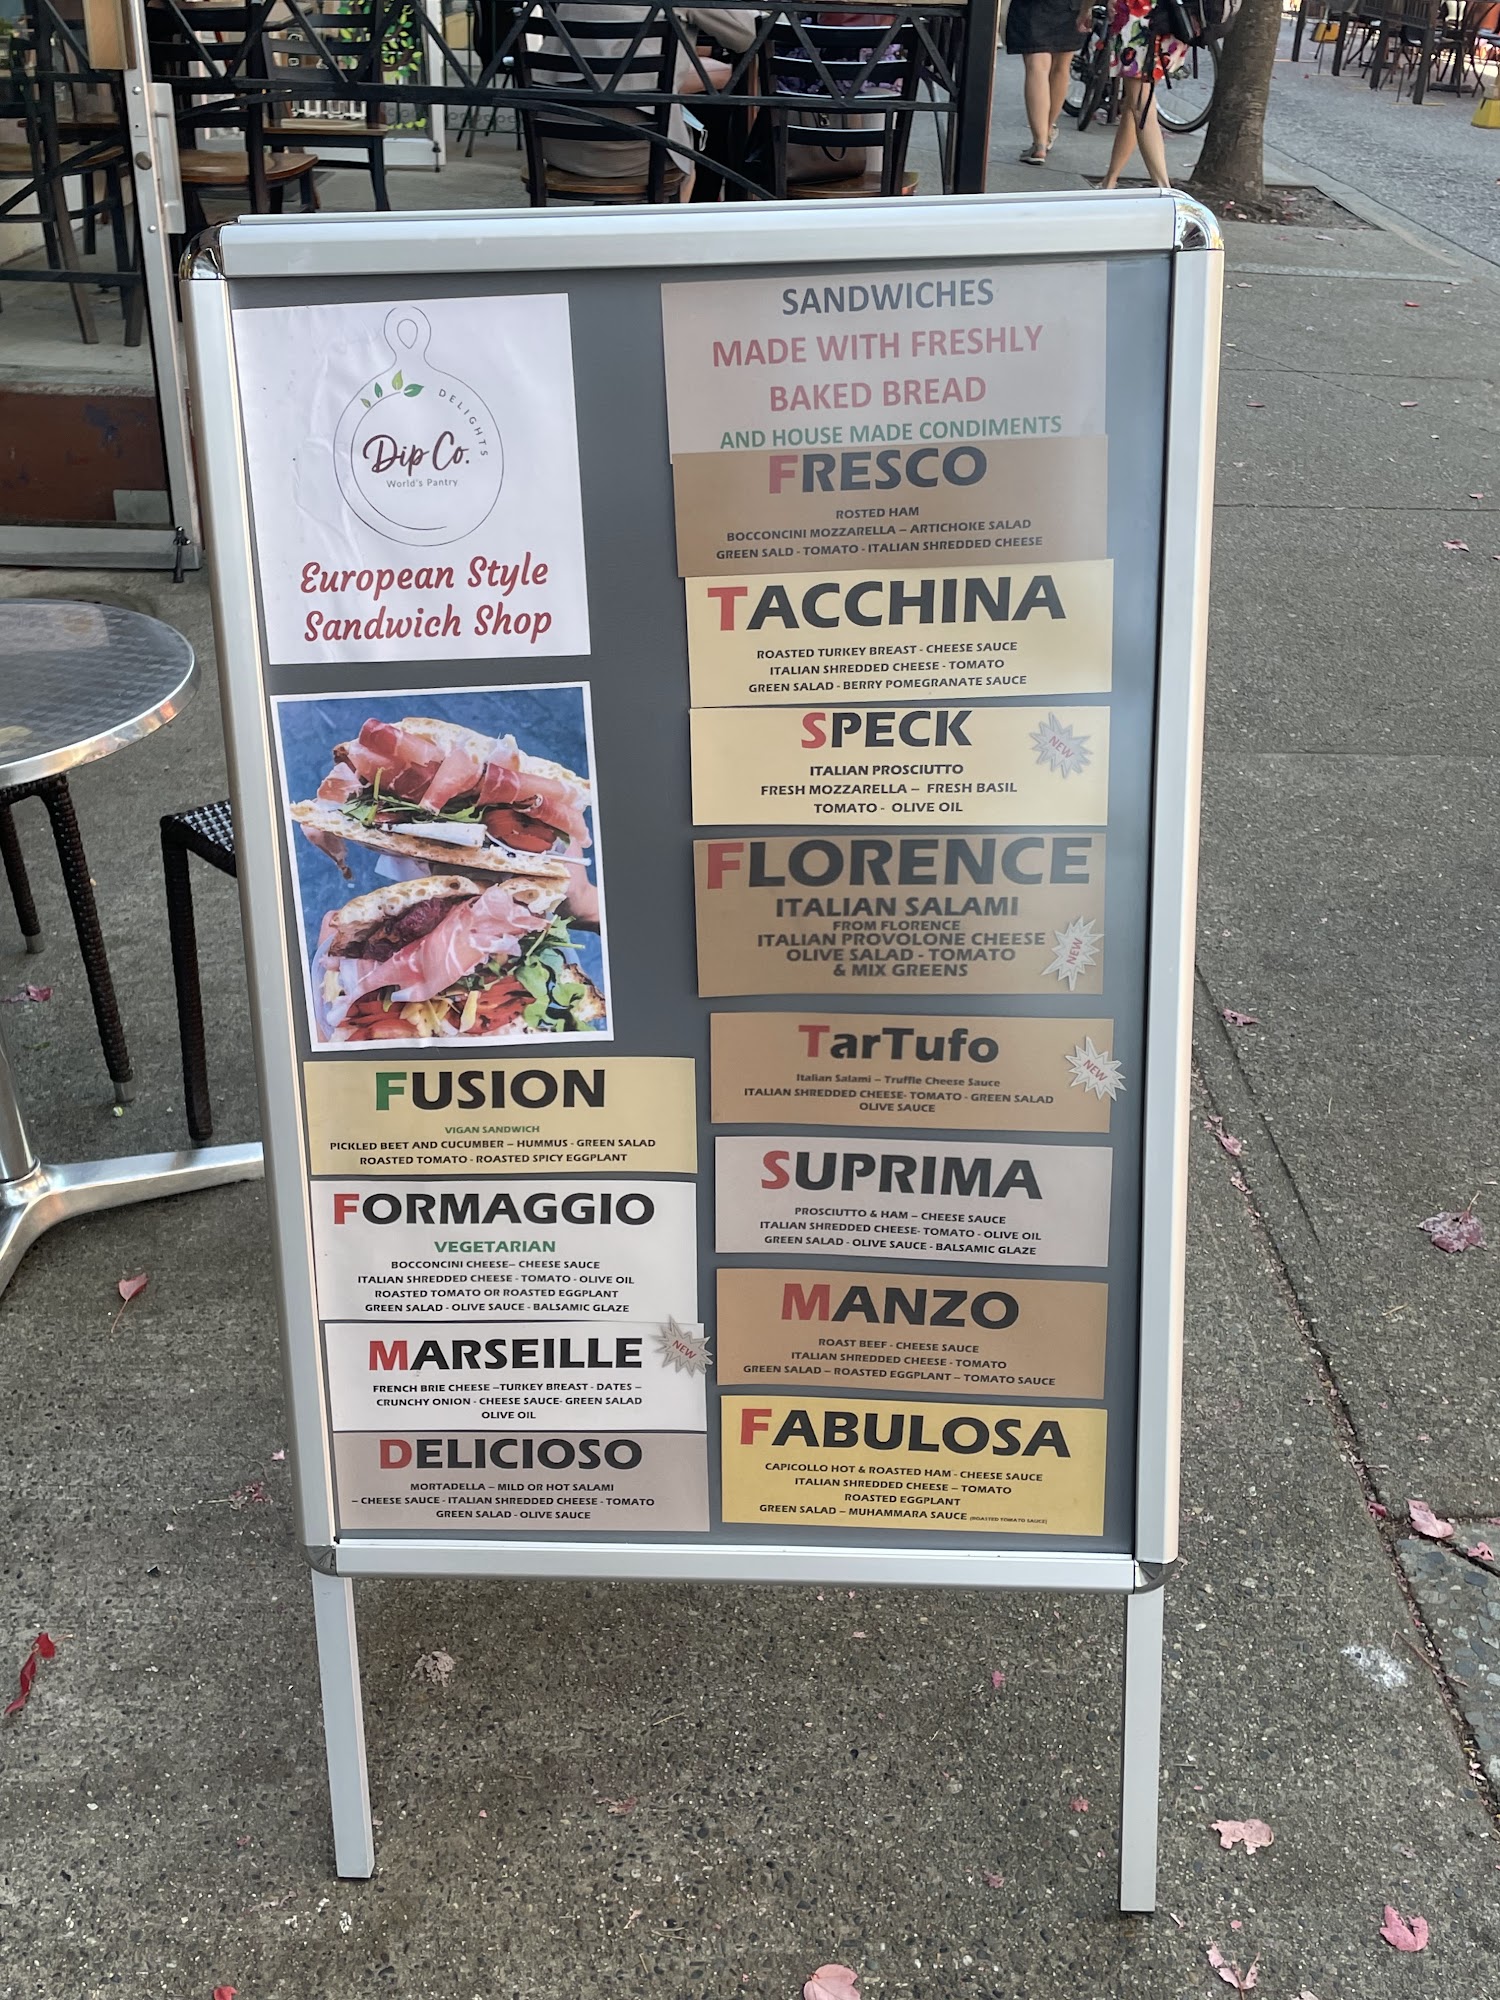 DELIGHTS
Dip Co.
World's Pantry
European Style
Sandwich Shop
FUSION
VIGAN SANDWICH
PICKLED BEET AND CUCUMBER – HUMMUS - GREEN SALAD
ROASTED TOMATO - ROASTED SPICY EGGPLANT
FORMAGGIO
VEGETARIAN
BOCCONCINI CHEESE– CHEESE SAUCE
ITALIAN SHREDDED CHEESE - TOMATO - OLIVE OIL
ROASTED TOMATO OR ROASTED EGGPLANT
GREEN SALAD - OLIVE SAUCE - BALSAMIC GLAZE
MARSEILLE
NEW
FRENCH BRIE CHEESE –TURKEY BREAST - DATES –
CRUNCHY ONION - CHEESE SAUCE- GREEN SALAD
OLIVE OIL
DELICIOSO
MORTADELLA – MILD OR HOT SALAMI
– CHEESE SAUCE - ITALIAN SHREDDED CHEESE - TOMATO
GREEN SALAD - OLIVE SAUCE
SANDWICHES
MADE WITH FRESHLY
BAKED BREAD
AND HOUSE MADE CONDIMENTS
FRESCO
ROSTED HAM
BOCCONCINI MOZZARELLA – ARTICHOKE SALAD
GREEN SALD - TOMATO - ITALIAN SHREDDED CHEESE
TACCHINA
ROASTED TURKEY BREAST - CHEESE SAUCE
ITALIAN SHREDDED CHEESE - TOMATO
GREEN SALAD - BERRY POMEGRANATE SAUCE
SPECK
NEW
ITALIAN PROSCIUTTO
FRESH MOZZARELLA – FRESH BASIL
TOMATO - OLIVE OIL
FLORENCE
ITALIAN SALAMI
FROM FLORENCE
ITALIAN PROVOLONE CHEESE
OLIVE SALAD - TOMATO
& MIX GREENS
NEW
TarTufo
NEW
Italian Salami – Truffle Cheese Sauce
ITALIAN SHREDDED CHEESE- TOMATO - GREEN SALAD
OLIVE SAUCE
SUPRIMA
PROSCIUTTO & HAM – CHEESE SAUCE
ITALIAN SHREDDED CHEESE- TOMATO - OLIVE OIL
GREEN SALAD - OLIVE SAUCE - BALSAMIC GLAZE
MANZO
ROAST BEEF - CHEESE SAUCE
ITALIAN SHREDDED CHEESE - TOMATO
GREEN SALAD – ROASTED EGGPLANT – TOMATO SAUCE
FABULOSA
CAPICOLLO HOT & ROASTED HAM - CHEESE SAUCE
ITALIAN SHREDDED CHEESE – TOMATO
ROASTED EGGPLANT
GREEN SALAD – MUHAMMARA SAUCE (ROASTED TOMATO SAUCE)